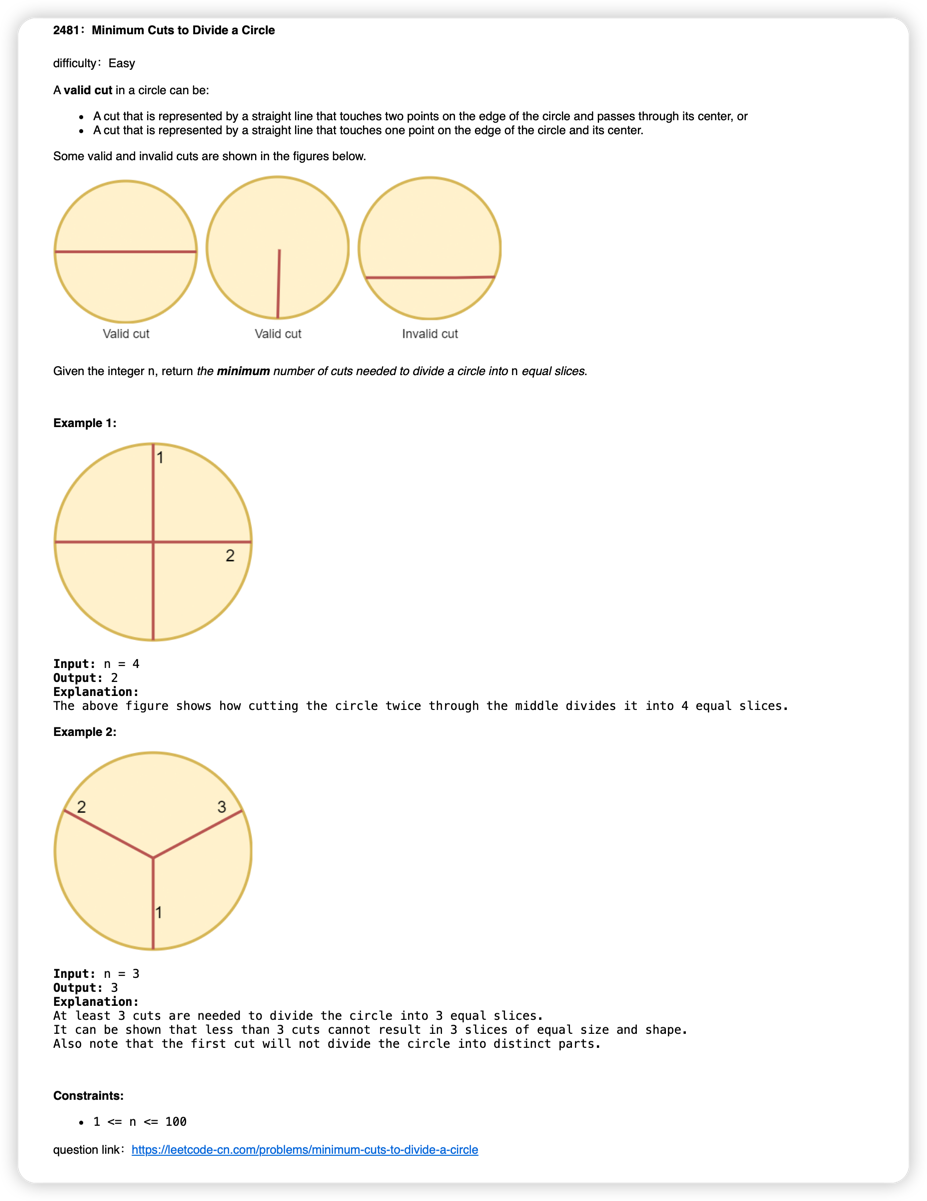 2481：Minimum Cuts to Divide a Circle
difficulty：Easy
A valid cut in a circle can be:
• A cut that is represented by a straight line that touches two points on the edge of the circle and passes through its center, or
• A cut that is represented by a straight line that touches one point on the edge of the circle and its center.
Some valid and invalid cuts are shown in the figures below.
Valid cut Valid cut Invalid cut
Given the integer n, return the minimum number of cuts needed to divide a circle into n equal slices.
Example 1:
1
2
Input: n = 4
Output: 2
Explanation:
The above figure shows how cutting the circle twice through the middle divides it into 4 equal slices.
Example 2:
2 3
1
Input: n = 3
Output: 3
Explanation:
At least 3 cuts are needed to divide the circle into 3 equal slices.
It can be shown that less than 3 cuts cannot result in 3 slices of equal size and shape.
Also note that the first cut will not divide the circle into distinct parts.
Constraints:
• 1 <= n <= 100
question link：https://leetcode-cn.com/problems/minimum-cuts-to-divide-a-circle